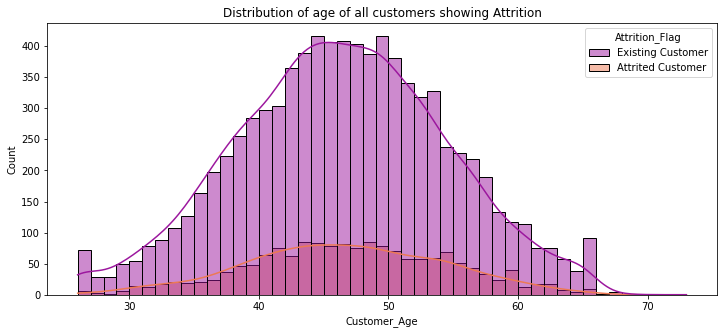 Distribution of age of all customers showing Attrition
Attrition_Flag
Existing Customer
Attrited Customer
400
350
300
250
200
150
100
50
0
Count
30 40 50 60 70
Customer_Age